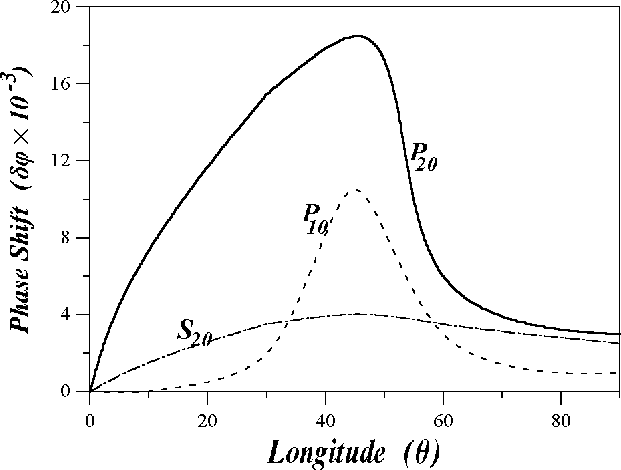 20
16
12
8
4
0
Phase Shift (δφ × 10⁻³)
P₂₀
P₁₀
S₂₀
0 20 40 60 80
Longitude (θ)